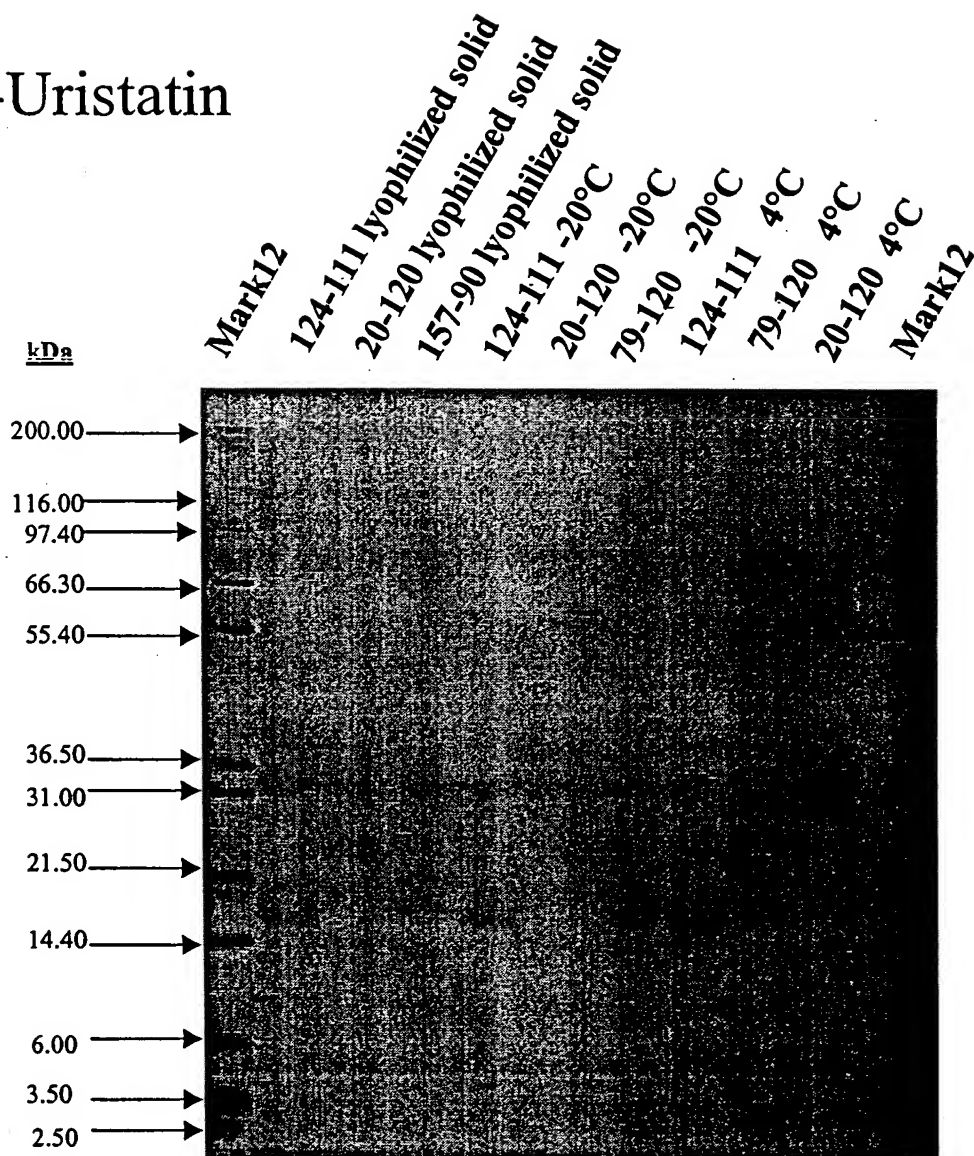 -Uristatin
Mark12
124-111 lyophilized solid
20-120 lyophilized solid
157-90 lyophilized solid
124-111 -20°C
20-120 -20°C
79-120 -20°C
124-111 4°C
79-120 4°C
20-120 4°C
Mark12
kDa
200.00
116.00
97.40
66.30
55.40
36.50
31.00
21.50
14.40
6.00
3.50
2.50